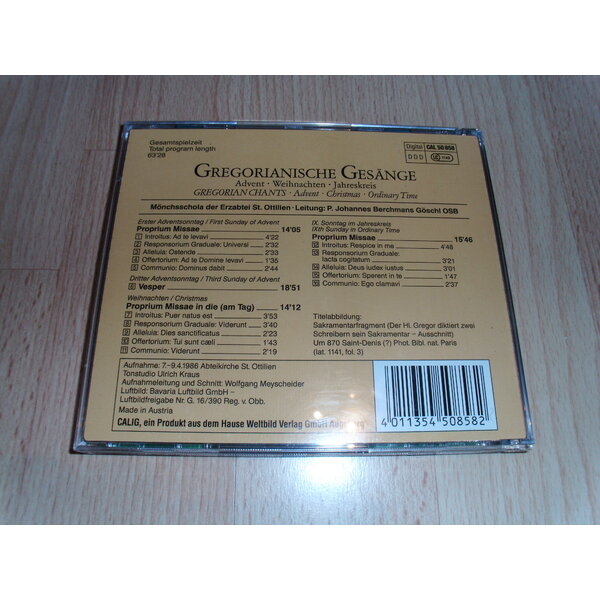 Gesamtspielzeit
Total program length
63'28
Digital CAL 50 858
DDD
GREGORIANISCHE GESÄNGE
Advent · Weihnachten · Jahreskreis
GREGORIAN CHANTS · Advent · Christmas · Ordinary Time
Mönchsschola der Erzabtei St. Ottilien · Leitung: P. Johannes Berchmans Göschl OSB
Erster Adventsonntag / First Sunday of Advent
Proprium Missae 14'05
1 Introitus: Ad te levavi 4'22
2 Responsorium Graduale: Universi 2'32
3 Alleluia: Ostende 2'33
4 Offertorium: Ad te Domine levavi 1'35
5 Communio: Dominus dabit 2'44
Dritter Adventsonntag / Third Sunday of Advent
6 Vesper 18'51
Weihnachten / Christmas
Proprium Missae in die (am Tag) 14'12
7 Introitus: Puer natus est 3'53
8 Responsorium Graduale: Viderunt 3'40
9 Alleluia: Dies sanctificatus 2'23
10 Offertorium: Tui sunt cæli 1'43
11 Communio: Viderunt 2'19
IX. Sonntag im Jahreskreis
IXth Sunday in Ordinary Time
Proprium Missae 15'46
12 Introitus: Respice in me 4'48
13 Responsorium Graduale:
Iacta cogitatum 3'21
14 Alleluia: Deus iudex iustus 3'01
15 Offertorium: Sperent in te 1'47
16 Communio: Ego clamavi 2'37
Titelabbildung:
Sakramentarfragment (Der Hl. Gregor diktiert zwei
Schreibern sein Sakramentar – Ausschnitt)
Um 870 Saint-Denis (?) Phot. Bibl. nat. Paris
(lat. 1141, fol. 3)
Aufnahme: 7.–9.4.1986 Abteikirche St. Ottilien
Tonstudio Ulrich Kraus
Aufnahmeleitung und Schnitt: Wolfgang Meyscheider
Luftbild: Bavaria Luftbild GmbH –
Luftbildfreigabe Nr. G. 16/390 Reg. v. Obb.
Made in Austria
CALIG, ein Produkt aus dem Hause Weltbild Verlag GmbH Augsburg
4 011354 508582